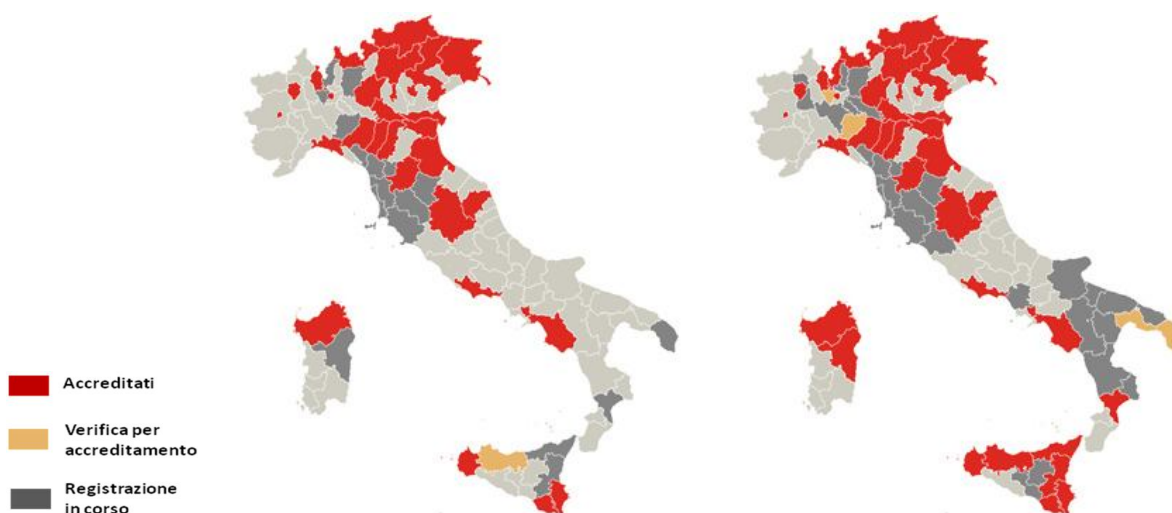 Accreditati
Verifica per
accreditamento
Registrazione
in corso